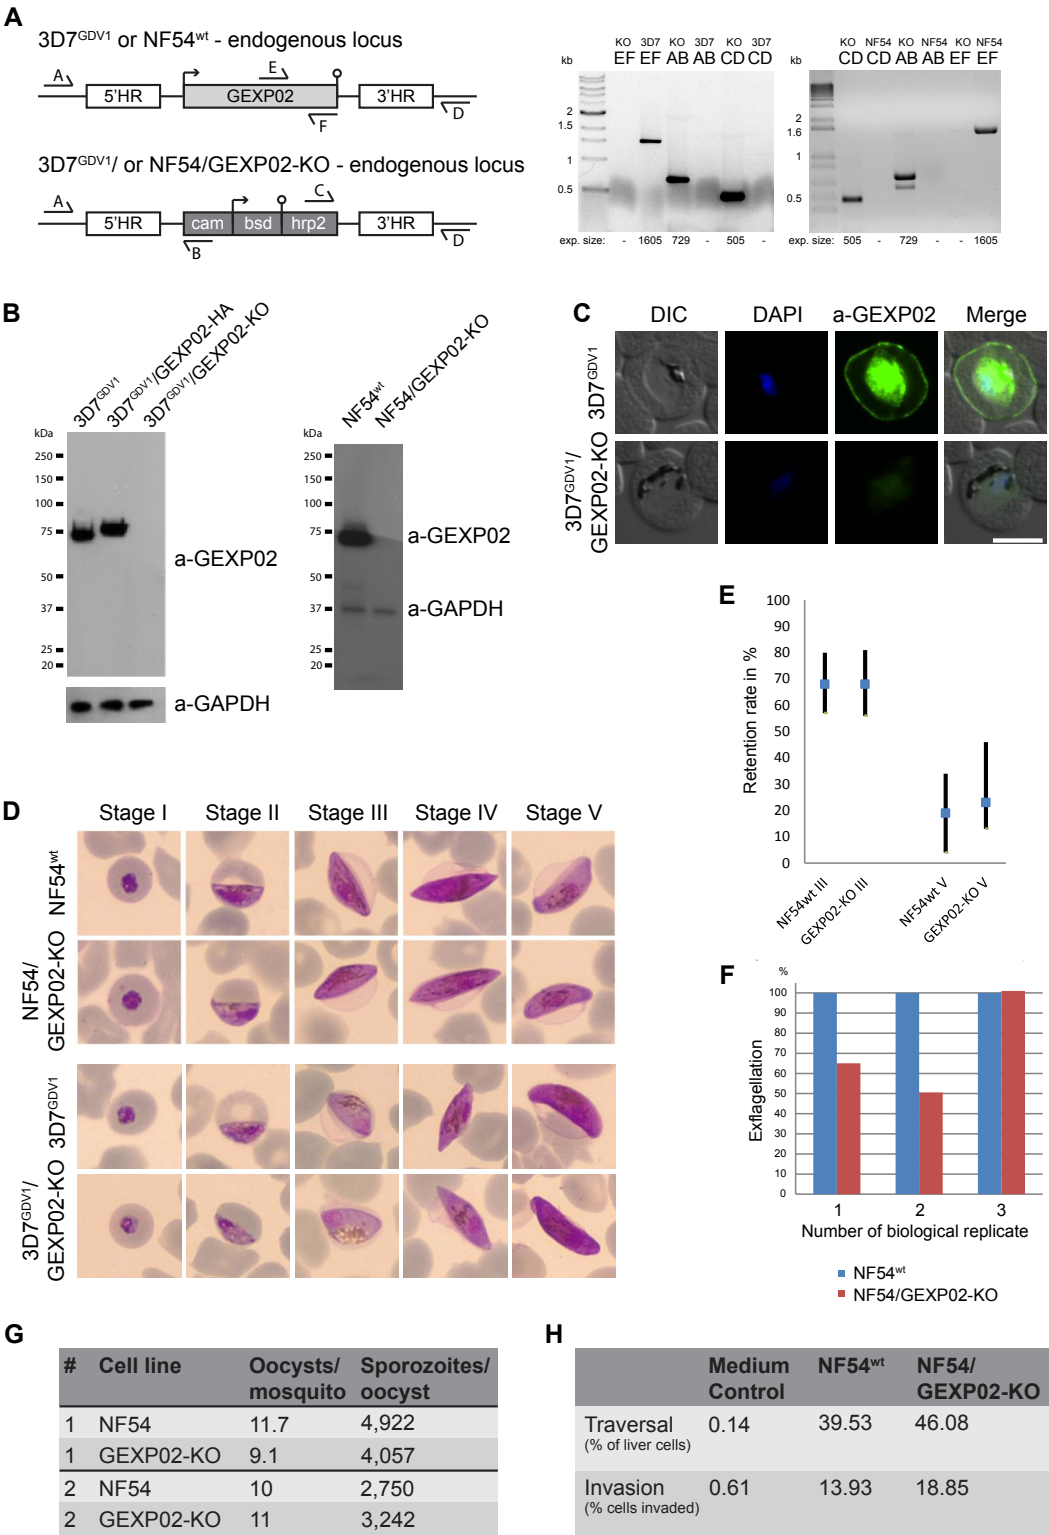 A
3D7GDV1 or NF54wt - endogenous locus
A
5'HR
E
GEXP02
F
3'HR
D
3D7GDV1/ or NF54/GEXP02-KO - endogenous locus
A
5'HR
cam
bsd
hrp2
C
B
3'HR
D
KO 3D7 KO 3D7 KO 3D7
kb EF EF AB AB CD CD
2
1.5
1
0.5
exp. size: - 1605 729 - 505 -
KO NF54 KO NF54 KO NF54
kb CD CD AB AB EF EF
2
1.6
1
0.5
exp. size: 505 - 729 - - 1605
B
3D7GDV1
3D7GDV1/GEXP02-HA
3D7GDV1/GEXP02-KO
kDa
250
150
100
75
50
37
25
20
a-GEXP02
a-GAPDH
NF54wt
NF54/GEXP02-KO
kDa
250
150
100
75
50
37
25
20
a-GEXP02
a-GAPDH
C
DIC DAPI a-GEXP02 Merge
3D7GDV1
3D7GDV1/
GEXP02-KO
D
Stage I Stage II Stage III Stage IV Stage V
NF54wt
NF54/
GEXP02-KO
3D7GDV1
3D7GDV1/
GEXP02-KO
E
Retention rate in %
100
90
80
70
60
50
40
30
20
10
0
NF54wt III
GEXP02-KO III
NF54wt V
GEXP02-KO V
F
%
Exflagellation
100
90
80
70
60
50
40
30
20
10
0
1 2 3
Number of biological replicate
NF54wt
NF54/GEXP02-KO
G
# Cell line Oocysts/ Sporozoites/
mosquito oocyst
1 NF54 11.7 4,922
1 GEXP02-KO 9.1 4,057
2 NF54 10 2,750
2 GEXP02-KO 11 3,242
H
Medium NF54wt NF54/
Control GEXP02-KO
Traversal 0.14 39.53 46.08
(% of liver cells)
Invasion 0.61 13.93 18.85
(% cells invaded)